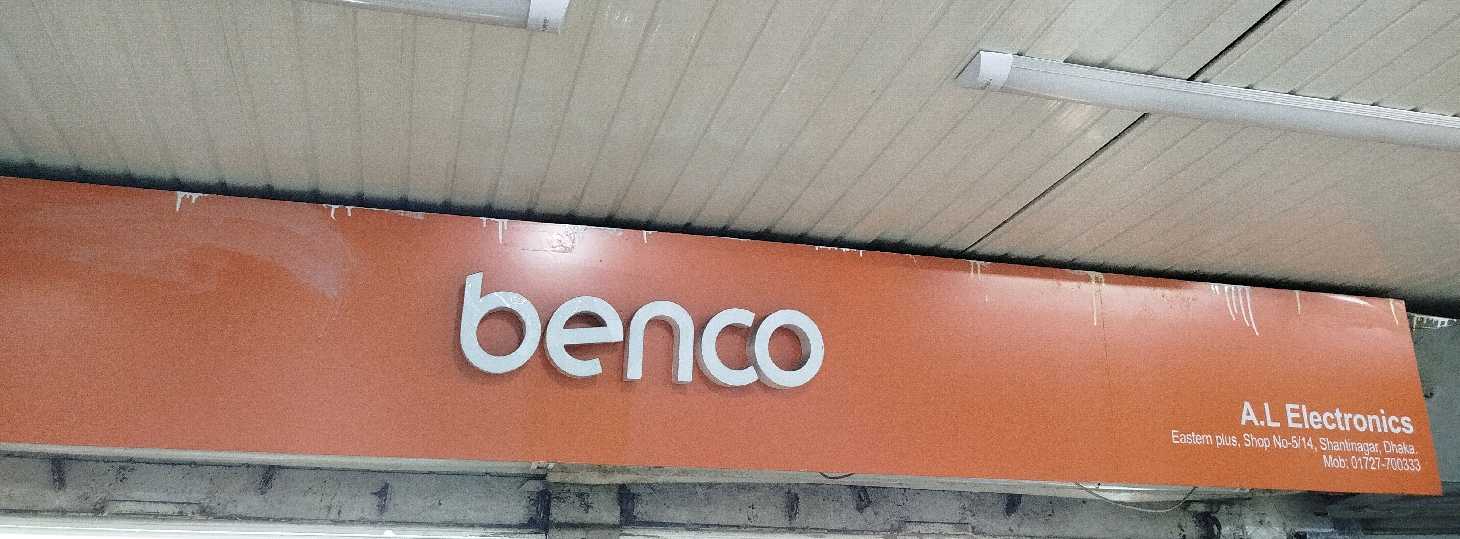 benco
A.L Electronics
Eastern plus, Shop No-5/14, Shantinagar, Dhaka.
Mob: 01727-700333